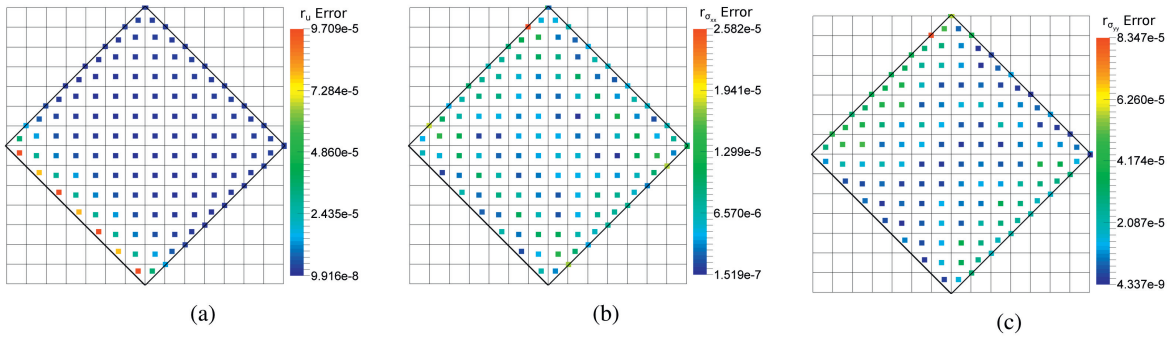 r_u Error
9.709e-5
7.284e-5
4.860e-5
2.435e-5
9.916e-8
(a)
r_σ_xx Error
2.582e-5
1.941e-5
1.299e-5
6.570e-6
1.519e-7
(b)
r_σ_yy Error
8.347e-5
6.260e-5
4.174e-5
2.087e-5
4.337e-9
(c)